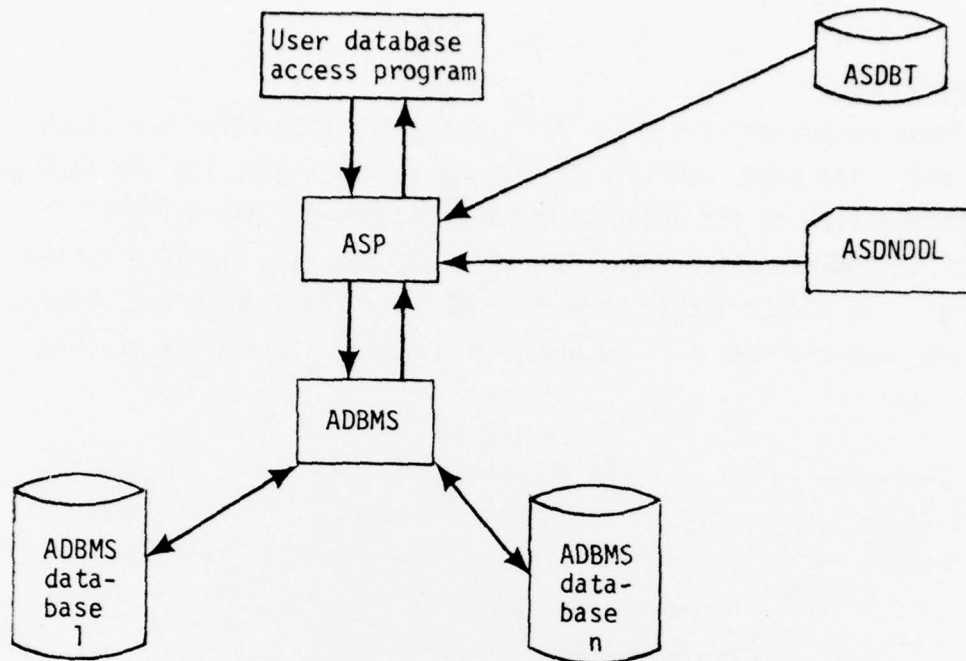 User database
access program
ASDBT
ASP
ASDNDDL
ADBMS
ADBMS
data-
base
1
ADBMS
data-
base
n